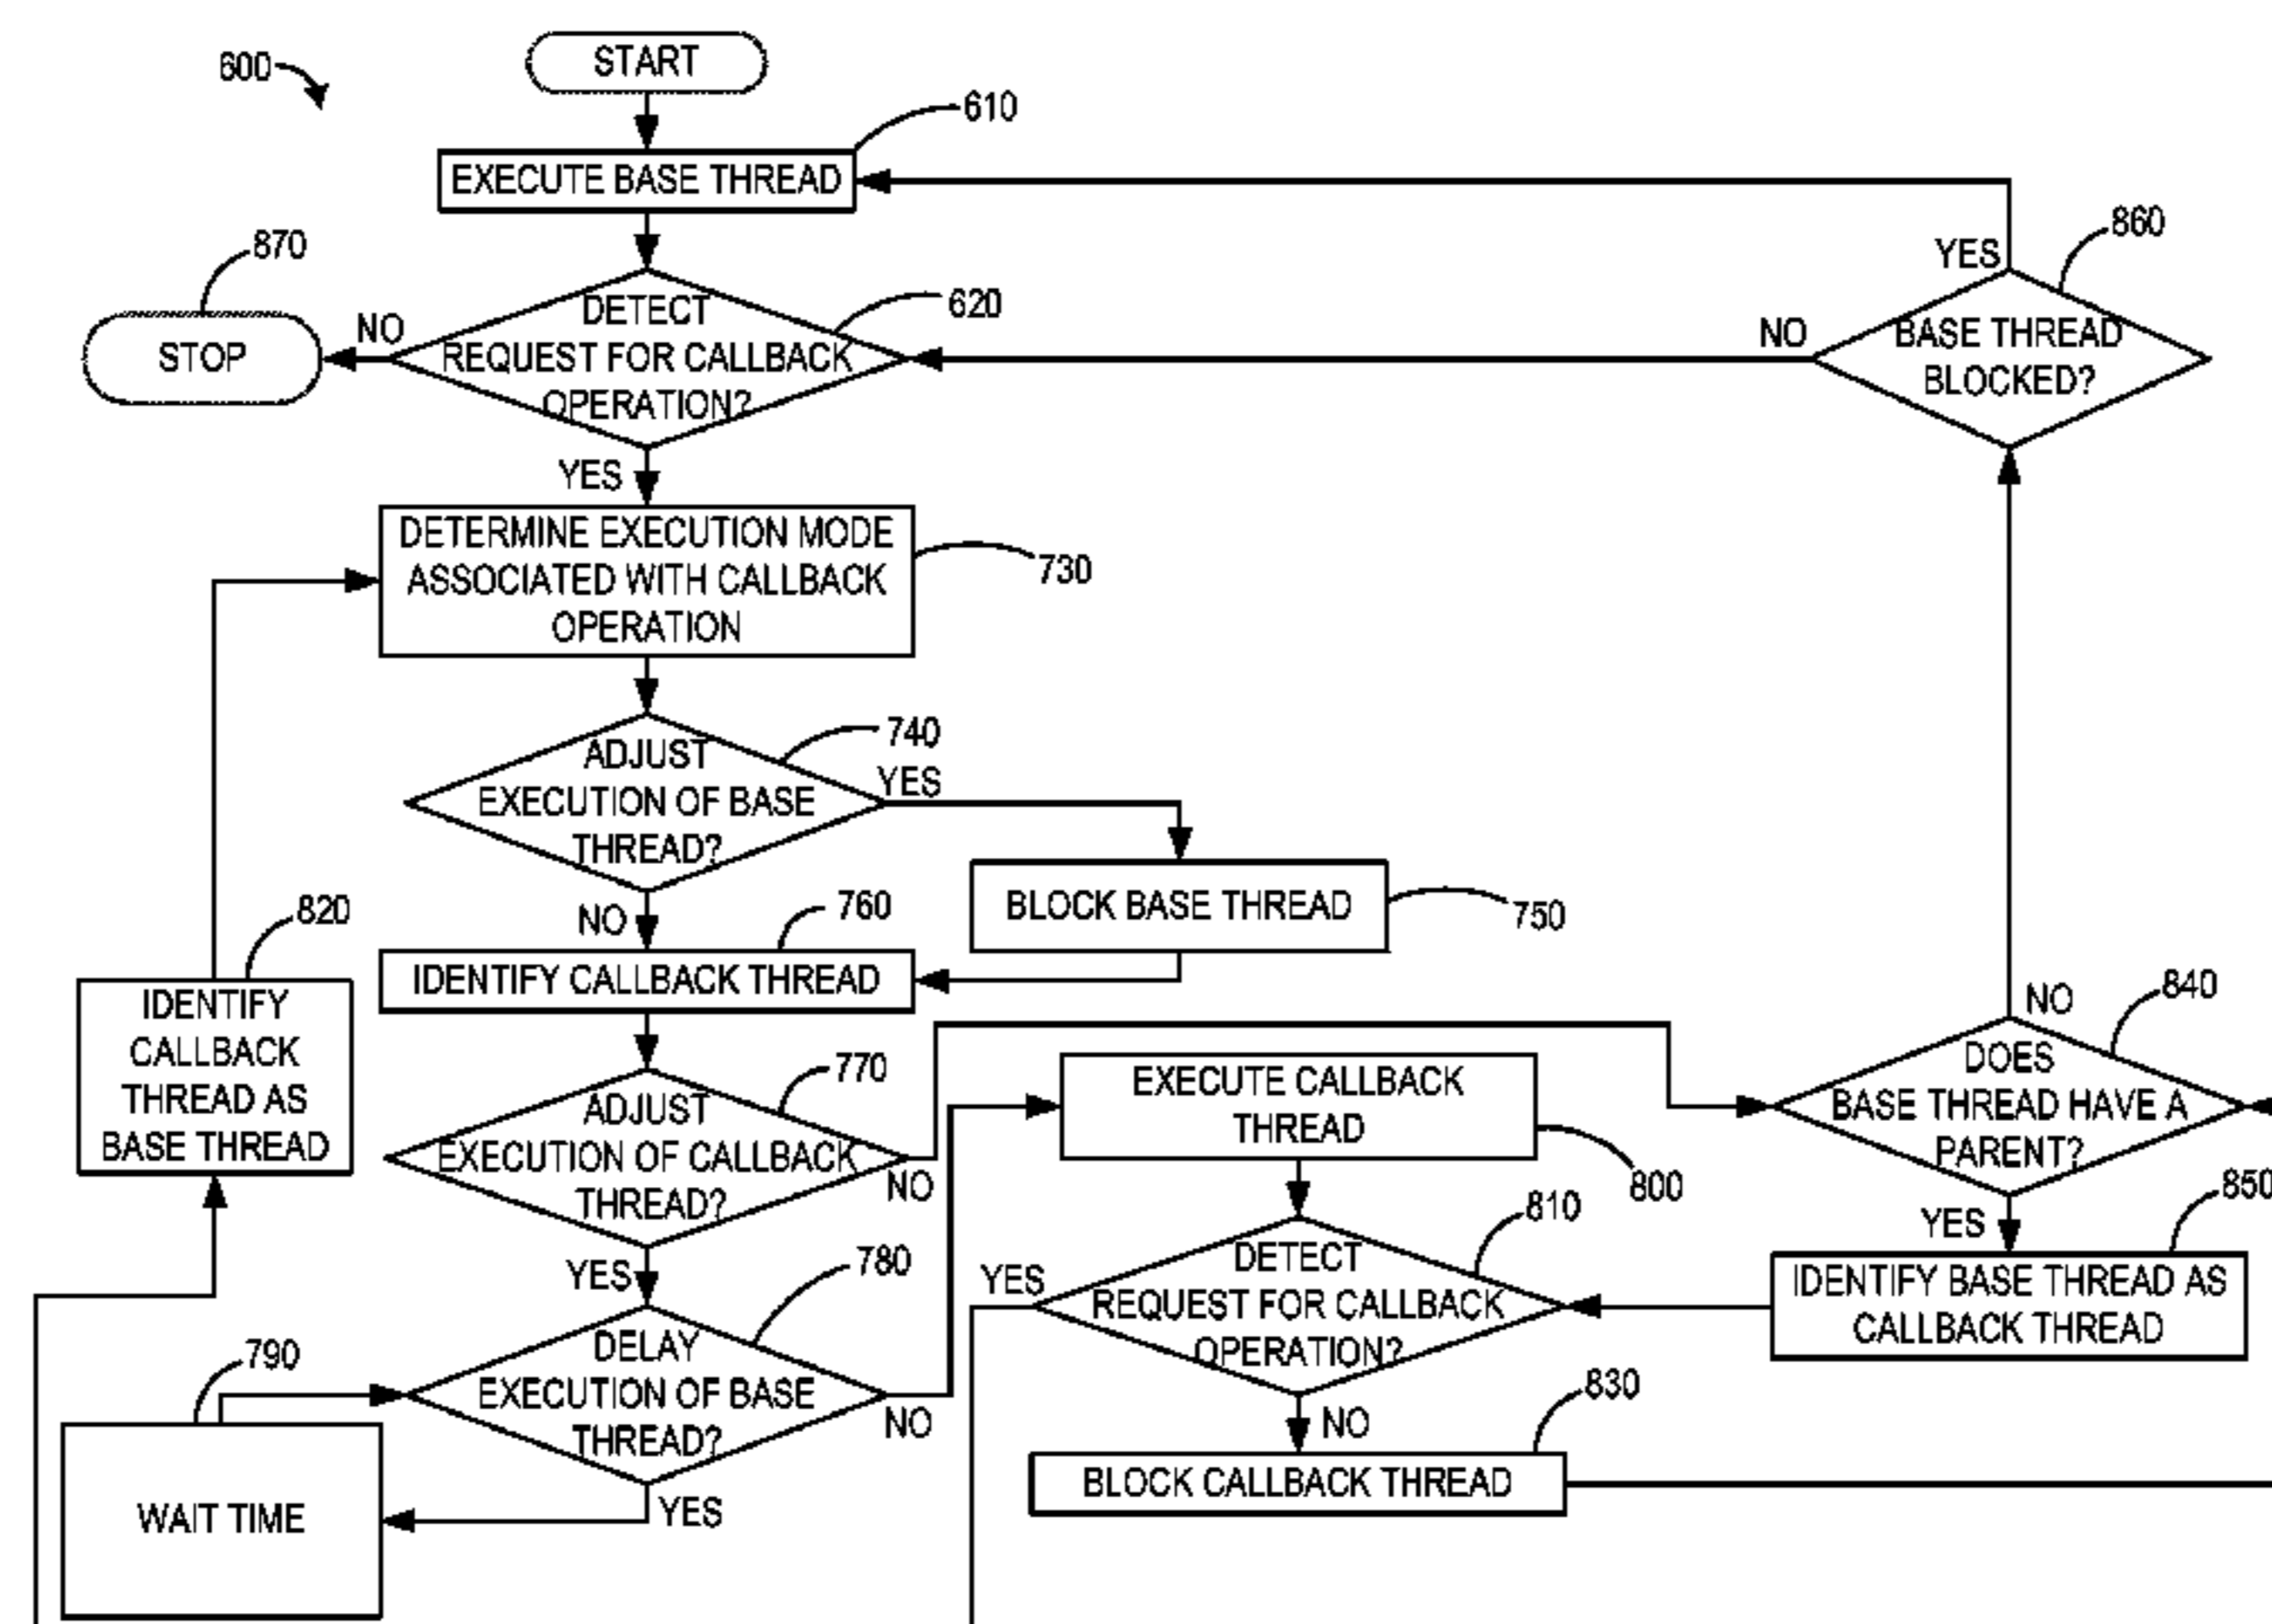 600
START
610
EXECUTE BASE THREAD
870
STOP
NO
DETECT
REQUEST FOR CALLBACK
OPERATION?
620
YES
860
YES
NO
BASE THREAD
BLOCKED?
DETERMINE EXECUTION MODE
ASSOCIATED WITH CALLBACK
OPERATION
730
ADJUST
EXECUTION OF BASE
THREAD?
740
YES
NO
BLOCK BASE THREAD
750
760
IDENTIFY CALLBACK THREAD
820
IDENTIFY
CALLBACK
THREAD AS
BASE THREAD
ADJUST
EXECUTION OF CALLBACK
THREAD?
770
NO
YES
EXECUTE CALLBACK
THREAD
800
NO
840
DOES
BASE THREAD HAVE A
PARENT?
YES
850
IDENTIFY BASE THREAD AS
CALLBACK THREAD
780
DELAY
EXECUTION OF BASE
THREAD?
NO
YES
790
WAIT TIME
810
YES
DETECT
REQUEST FOR CALLBACK
OPERATION?
NO
830
BLOCK CALLBACK THREAD